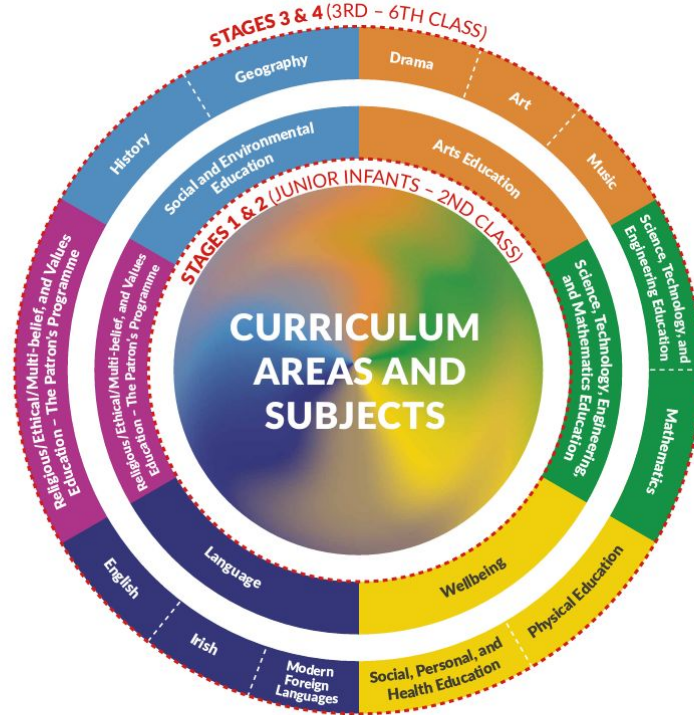 STAGES 3 & 4 (3RD – 6TH CLASS)
Geography
Drama
Art
Music
History
Social and Environmental
Education
Arts Education
STAGES 1 & 2 (JUNIOR INFANTS – 2ND CLASS)
Religious/Ethical/Multi-belief, and Values
Education – The Patron's Programme
Religious/Ethical/Multi-belief, and Values
Education – The Patron's Programme
CURRICULUM
AREAS AND
SUBJECTS
Science, Technology, Engineering,
and Mathematics Education
Science, Technology, and
Engineering Education
Mathematics
Language
Wellbeing
English
Irish
Modern
Foreign
Languages
Social, Personal, and
Health Education
Physical Education